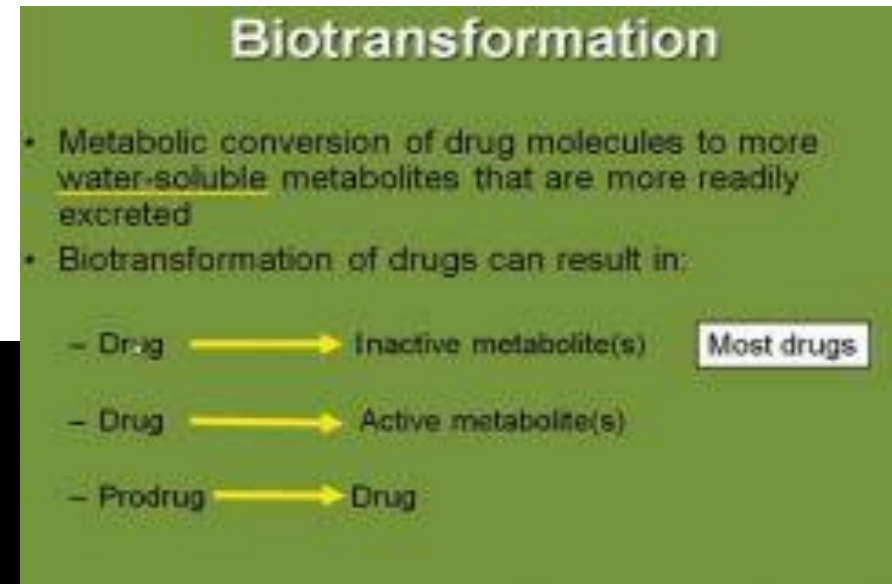 Biotransformation
• Metabolic conversion of drug molecules to more
water-soluble metabolites that are more readily
excreted
• Biotransformation of drugs can result in:
– Drug Inactive metabolite(s) Most drugs
– Drug Active metabolite(s)
– Prodrug Drug